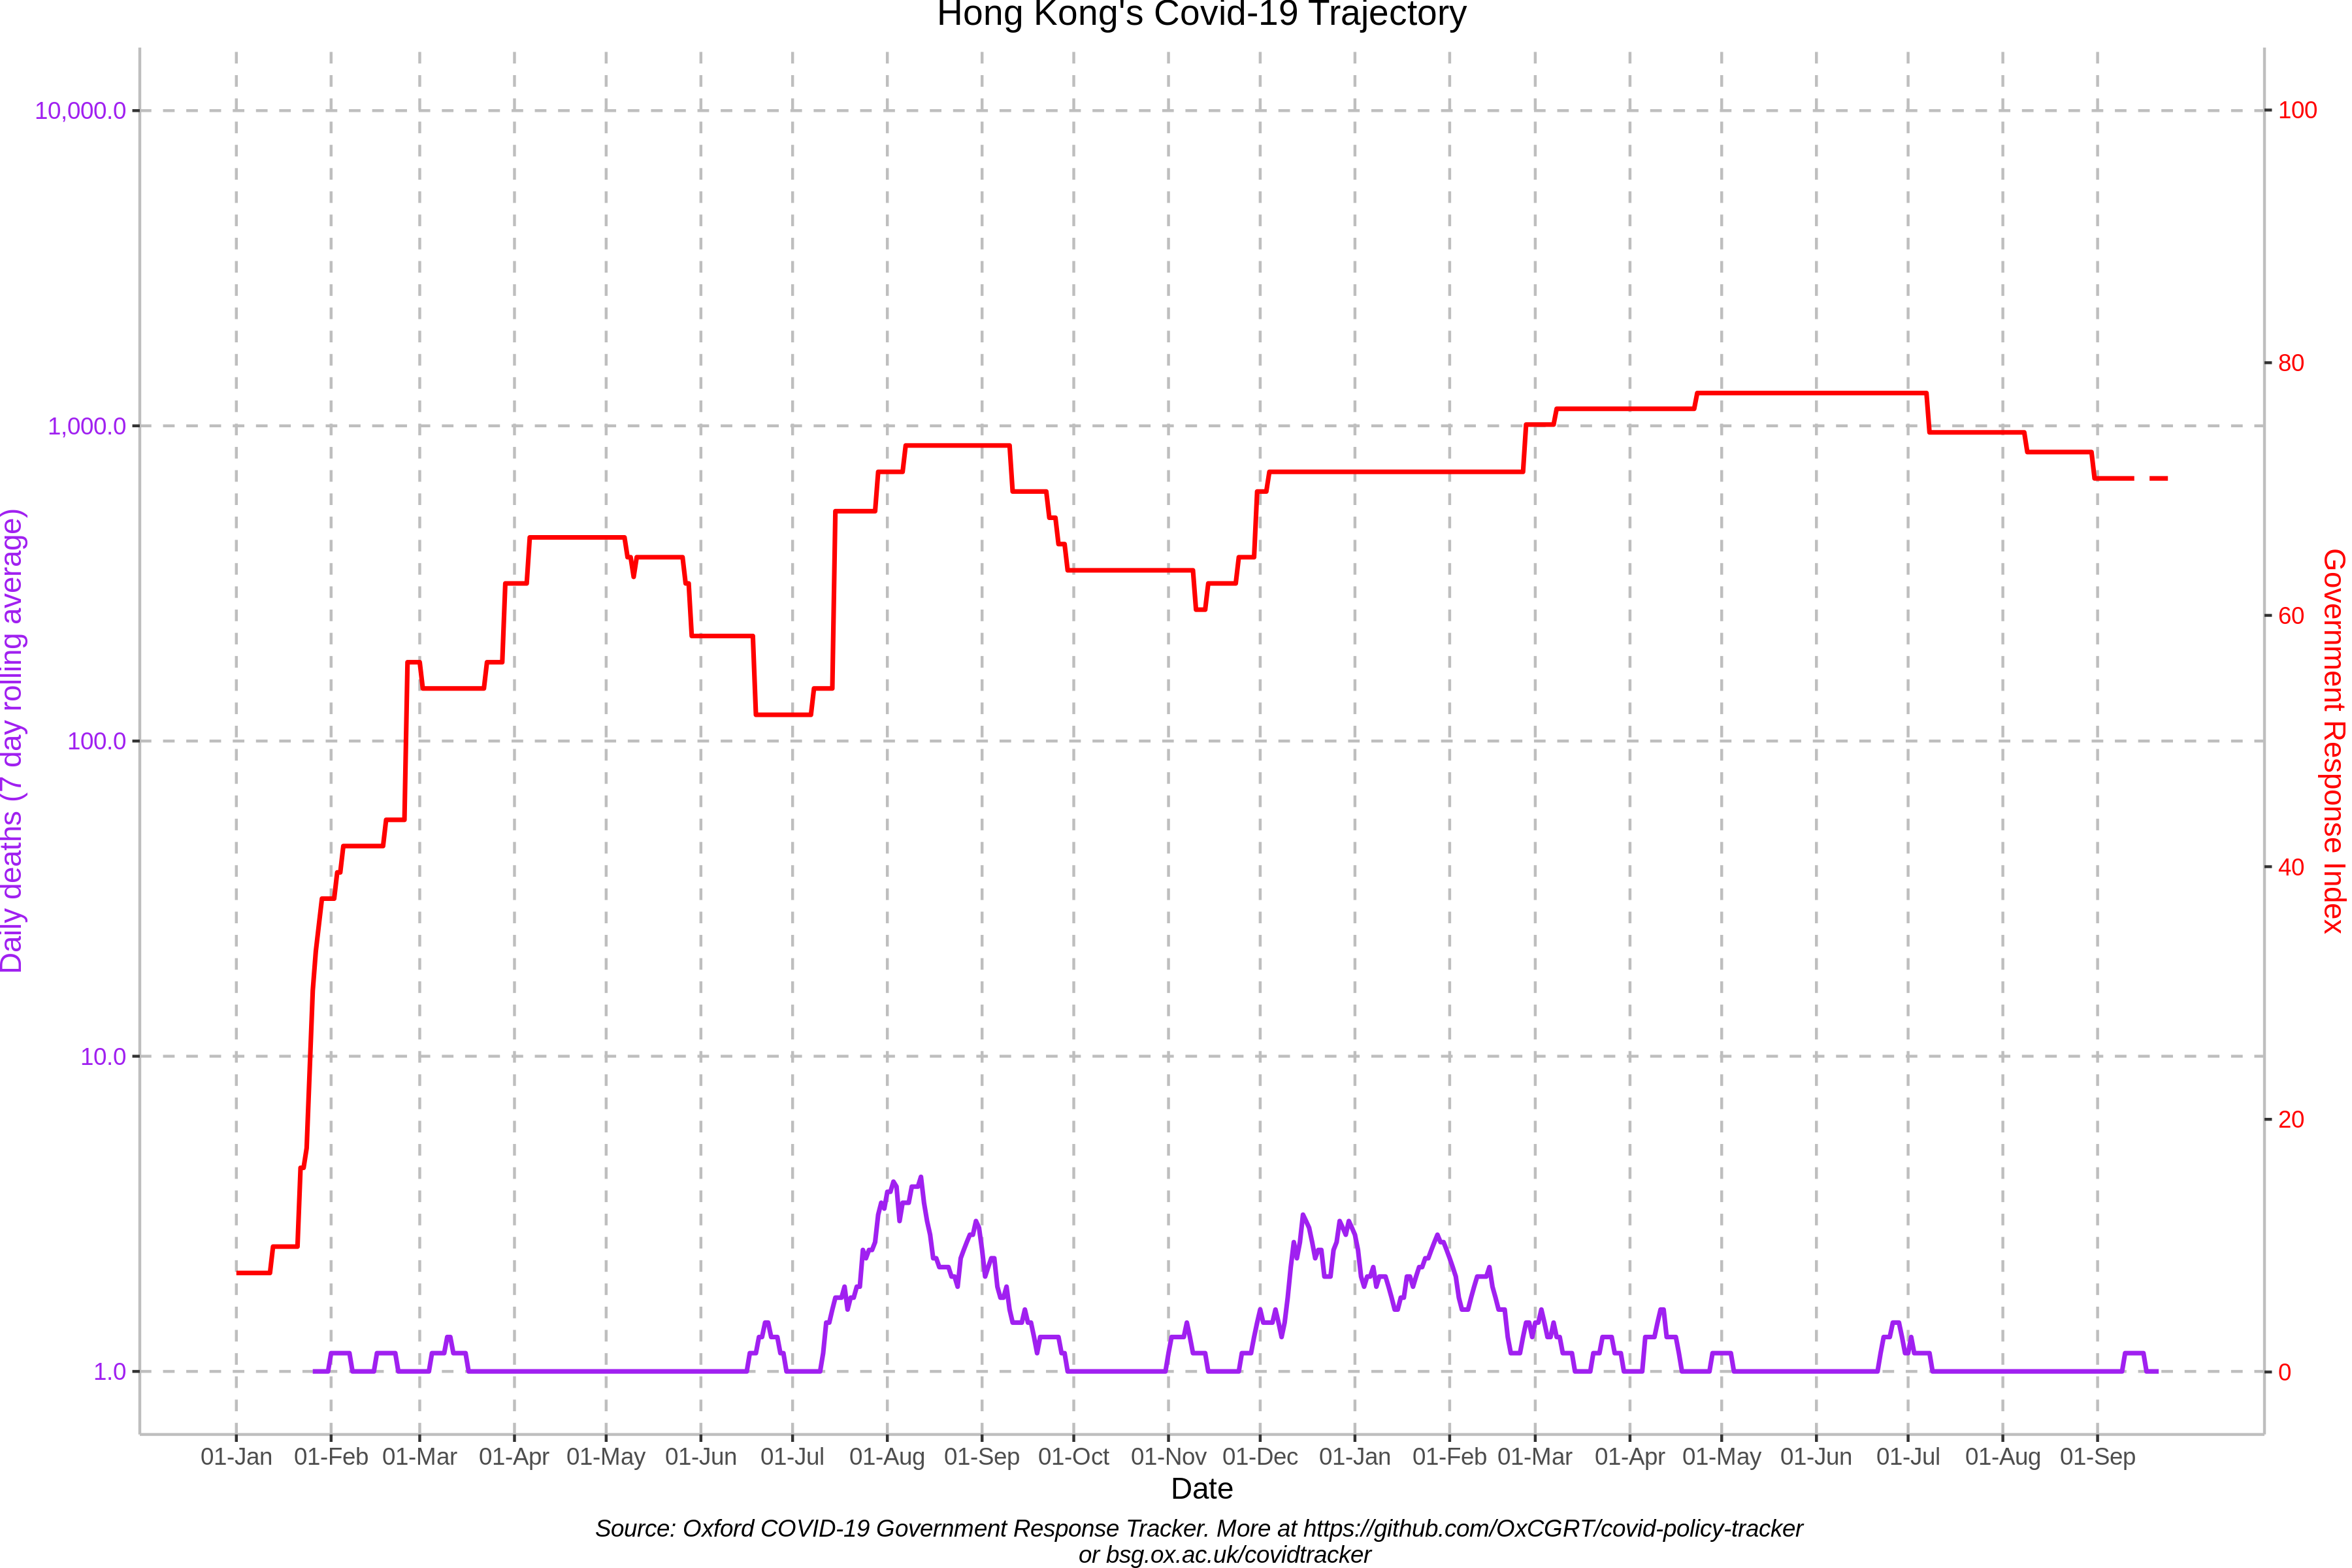 Hong Kong's Covid-19 Trajectory
10,000.0
1,000.0
100.0
10.0
1.0
Daily deaths (7 day rolling average)
100
80
60
40
20
0
Government Response Index
01-Jan 01-Feb 01-Mar 01-Apr 01-May 01-Jun 01-Jul 01-Aug 01-Sep 01-Oct 01-Nov 01-Dec 01-Jan 01-Feb 01-Mar 01-Apr 01-May 01-Jun 01-Jul 01-Aug 01-Sep
Date
Source: Oxford COVID-19 Government Response Tracker. More at https://github.com/OxCGRT/covid-policy-tracker
or bsg.ox.ac.uk/covidtracker